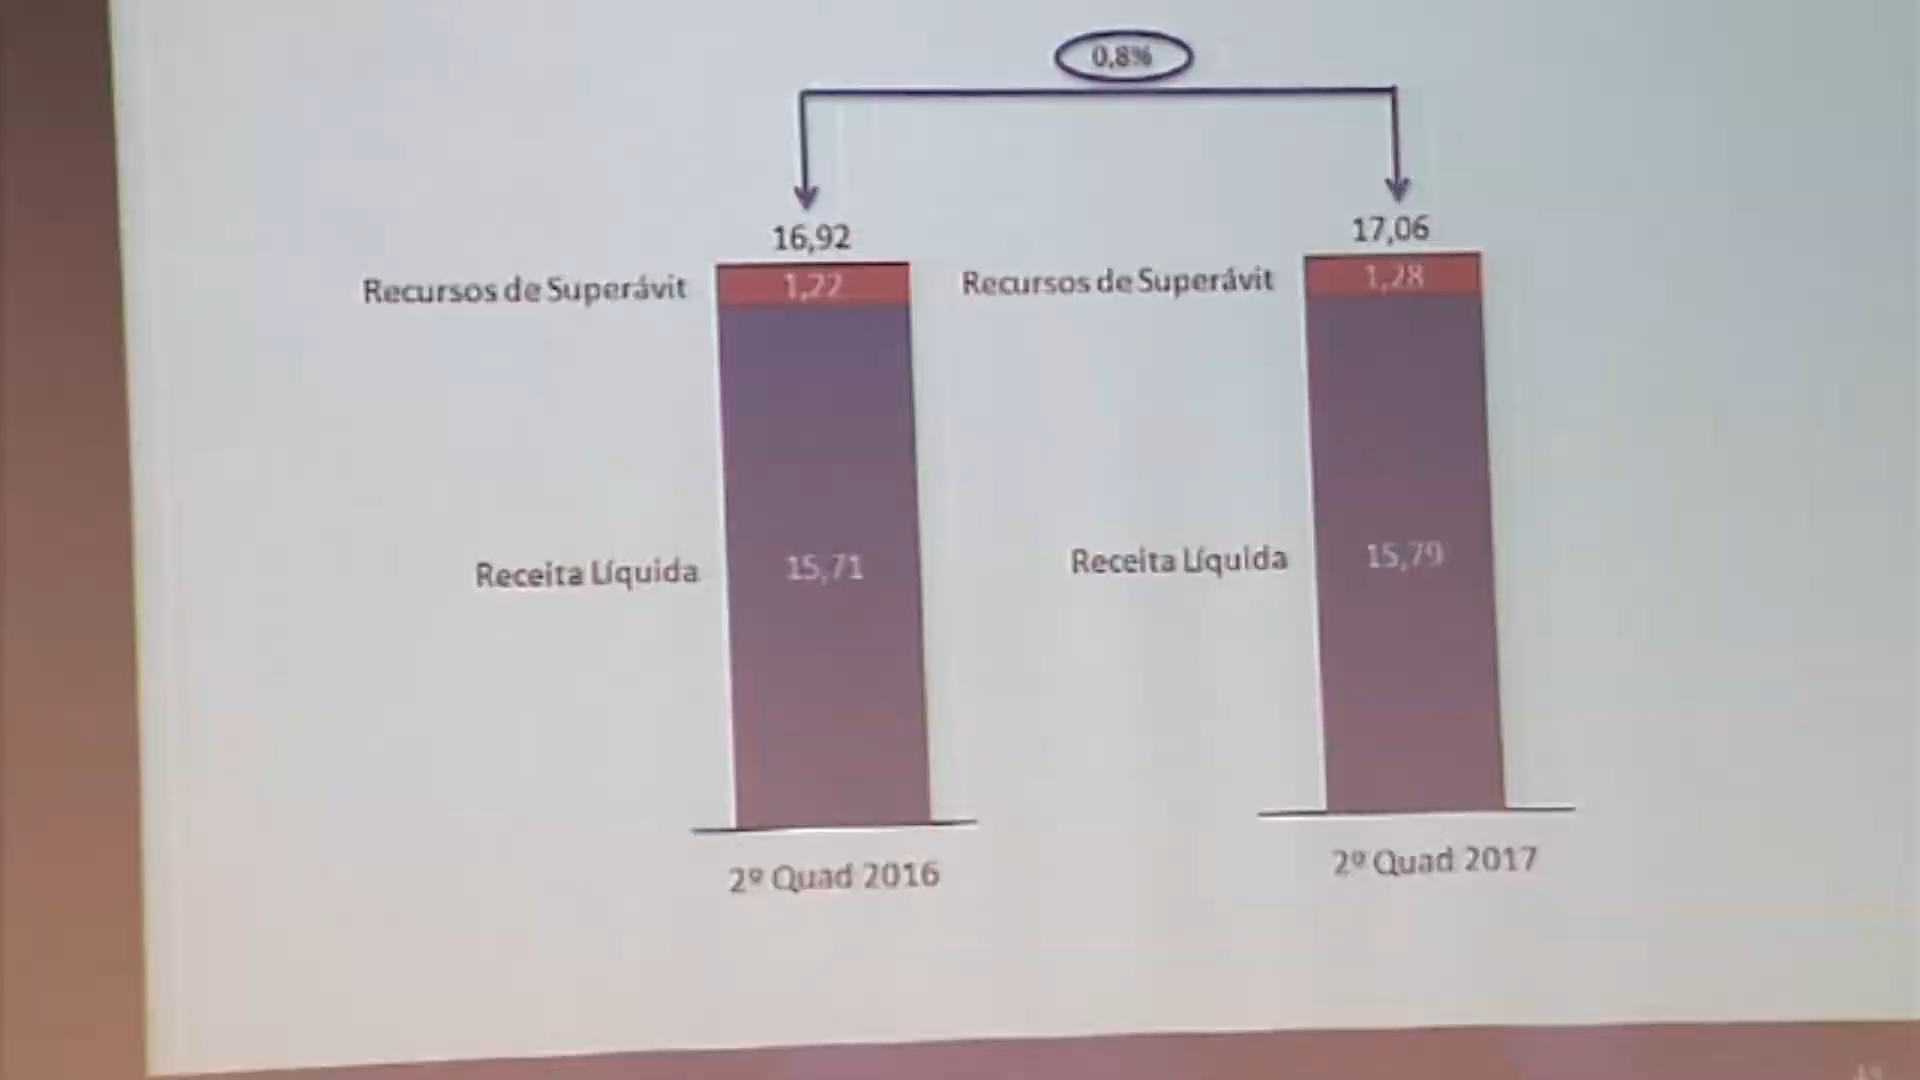 0,8%
16,92
17,06
Recursos de Superávit
1,22
Recursos de Superávit
1,28
Receita Líquida
15,71
Receita Líquida
15,79
2º Quad 2016
2º Quad 2017